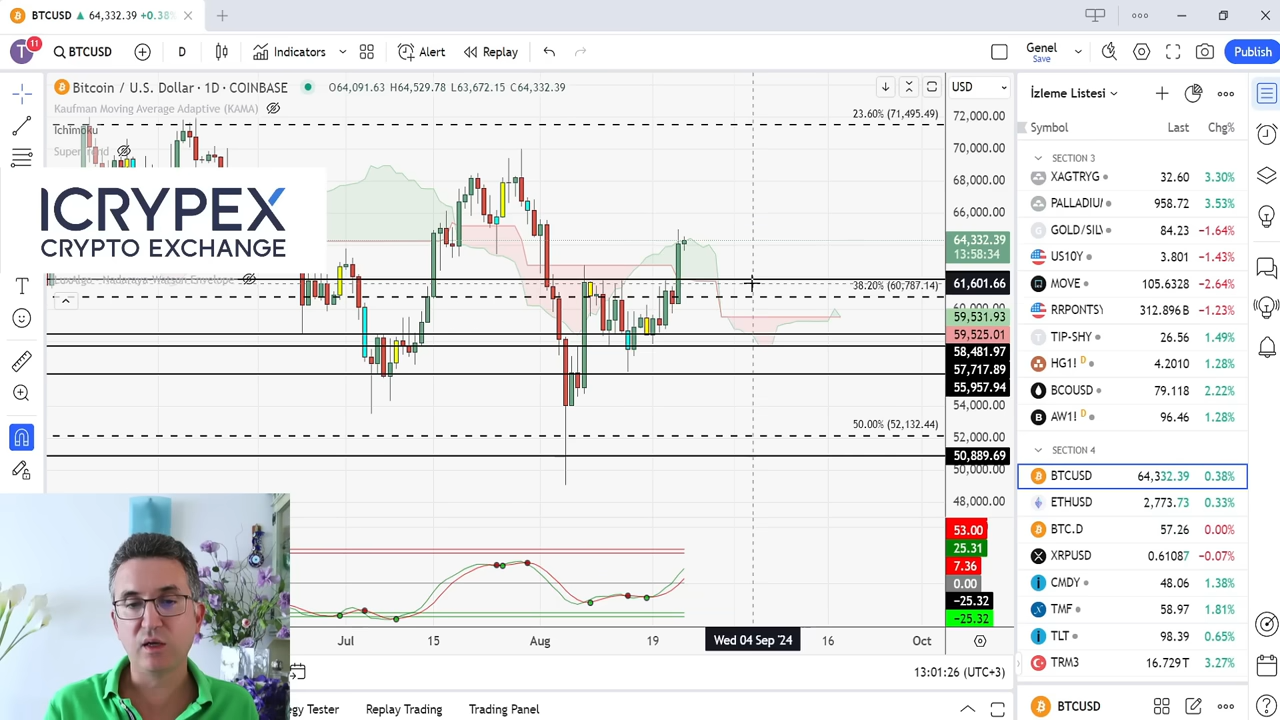 BTCUSD ▲ 64,332.39 +0.38%
T 11 BTCUSD D Indicators Alert Replay Genel Save Publish
Bitcoin / U.S. Dollar · 1D · COINBASE O64,091.63 H64,529.78 L63,672.15 C64,332.39
Kaufman Moving Average Adaptive (KAMA)
Ichimoku
ICRYPEX
CRYPTO EXCHANGE
USD
23.60% (71,495.49)
38.20% (60,787.14)
50.00% (52,132.44)
72,000.00
70,000.00
68,000.00
66,000.00
64,332.39
13:58:34
61,601.66
60,000.00
59,531.93
59,525.01
58,481.97
57,717.89
55,957.94
54,000.00
52,000.00
50,889.69
50,000.00
48,000.00
53.00
25.31
7.36
0.00
−25.32
−25.32
Jul 15 Aug 19 Wed 04 Sep '24 16 Oct
13:01:26 (UTC+3)
Tester Replay Trading Trading Panel
İzleme Listesi
Symbol Last Chg%
SECTION 3
XAGTRYG 32.60 3.30%
PALLADIUM 958.72 3.53%
GOLD/SIL 84.23 −1.64%
US10Y 3.801 −1.43%
MOVE 105.6328 −2.64%
RRPONTSY 312.896B −1.23%
TIP-SHY 26.56 1.49%
HG1! D 4.2010 1.28%
BCOUSD 79.118 2.22%
AW1! D 96.46 1.28%
SECTION 4
BTCUSD 64,332.39 0.38%
ETHUSD 2,773.73 0.33%
BTC.D 57.26 0.00%
XRPUSD 0.61087 −0.07%
CMDY 48.06 1.38%
TMF 58.97 1.81%
TLT 98.39 0.65%
TRM3 16.729T 3.27%
BTCUSD